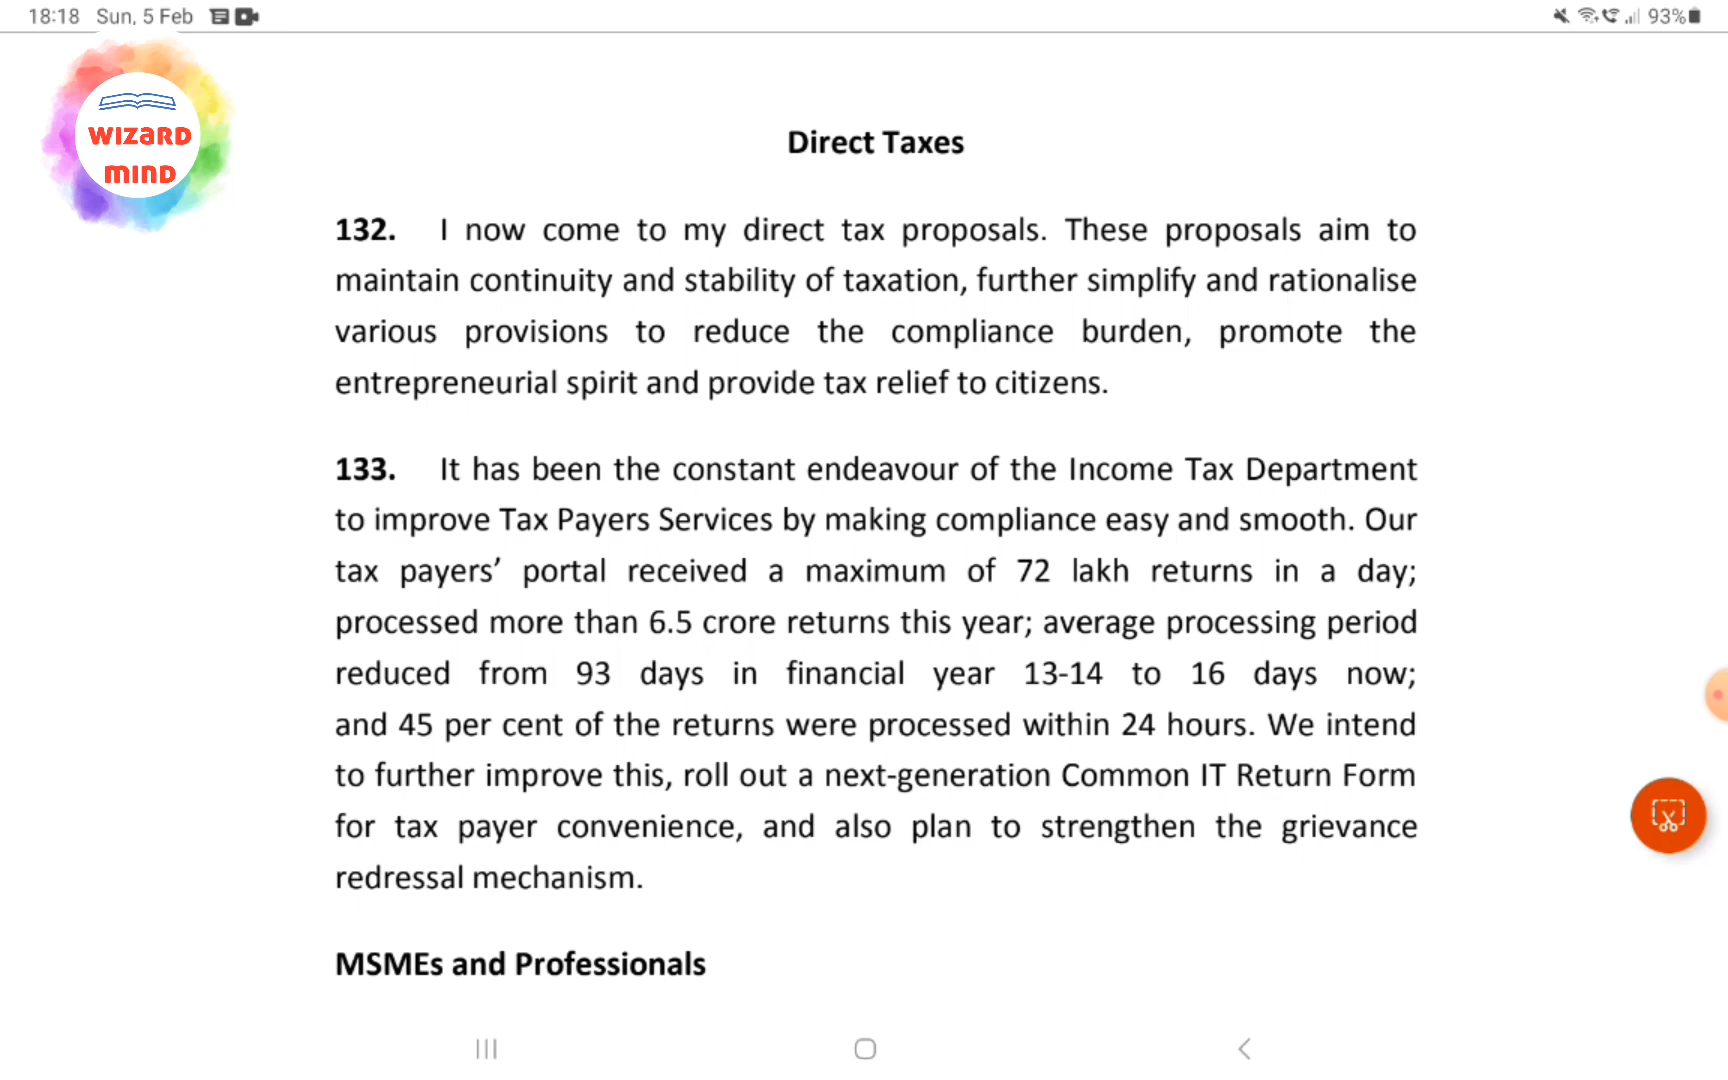 18:18 Sun, 5 Feb
93%
WIZARD
MIND
Direct Taxes
132. I now come to my direct tax proposals. These proposals aim to
maintain continuity and stability of taxation, further simplify and rationalise
various provisions to reduce the compliance burden, promote the
entrepreneurial spirit and provide tax relief to citizens.
133. It has been the constant endeavour of the Income Tax Department
to improve Tax Payers Services by making compliance easy and smooth. Our
tax payers’ portal received a maximum of 72 lakh returns in a day;
processed more than 6.5 crore returns this year; average processing period
reduced from 93 days in financial year 13-14 to 16 days now;
and 45 per cent of the returns were processed within 24 hours. We intend
to further improve this, roll out a next-generation Common IT Return Form
for tax payer convenience, and also plan to strengthen the grievance
redressal mechanism.
MSMEs and Professionals